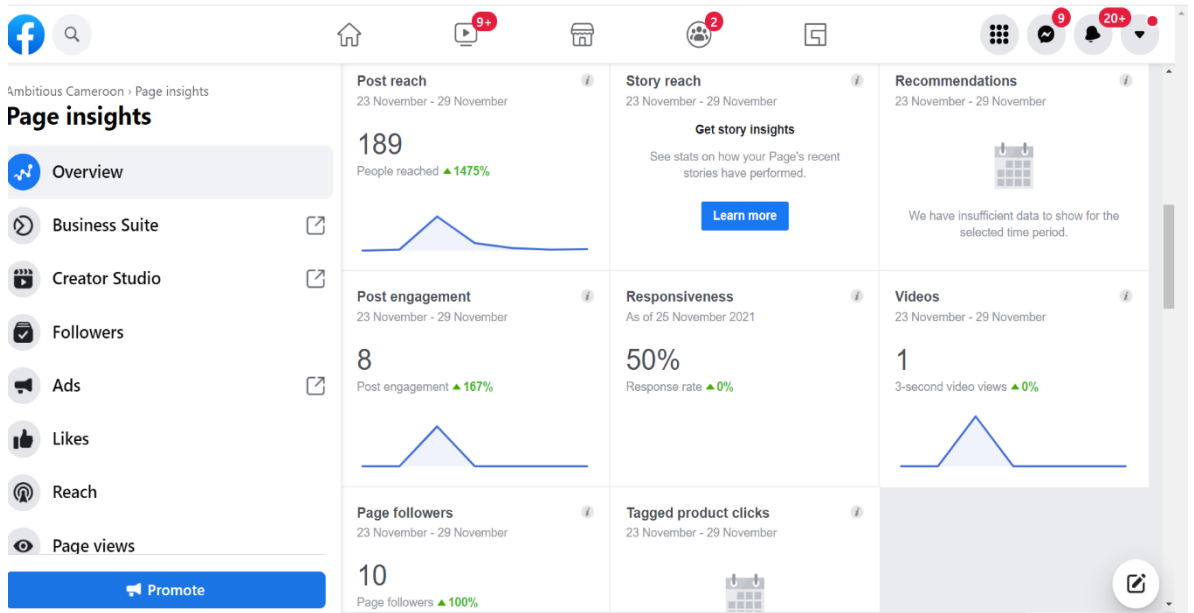 9+
2
9
20+
Ambitious Cameroon › Page insights
Page insights
Overview
Business Suite
Creator Studio
Followers
Ads
Likes
Reach
Page views
Promote
Post reach
23 November - 29 November
189
People reached ▲ 1475%
Story reach
23 November - 29 November
Get story insights
See stats on how your Page's recent
stories have performed.
Learn more
Recommendations
23 November - 29 November
We have insufficient data to show for the
selected time period.
Post engagement
23 November - 29 November
8
Post engagement ▲ 167%
Responsiveness
As of 25 November 2021
50%
Response rate ▲ 0%
Videos
23 November - 29 November
1
3-second video views ▲ 0%
Page followers
23 November - 29 November
10
Page followers ▲ 100%
Tagged product clicks
23 November - 29 November